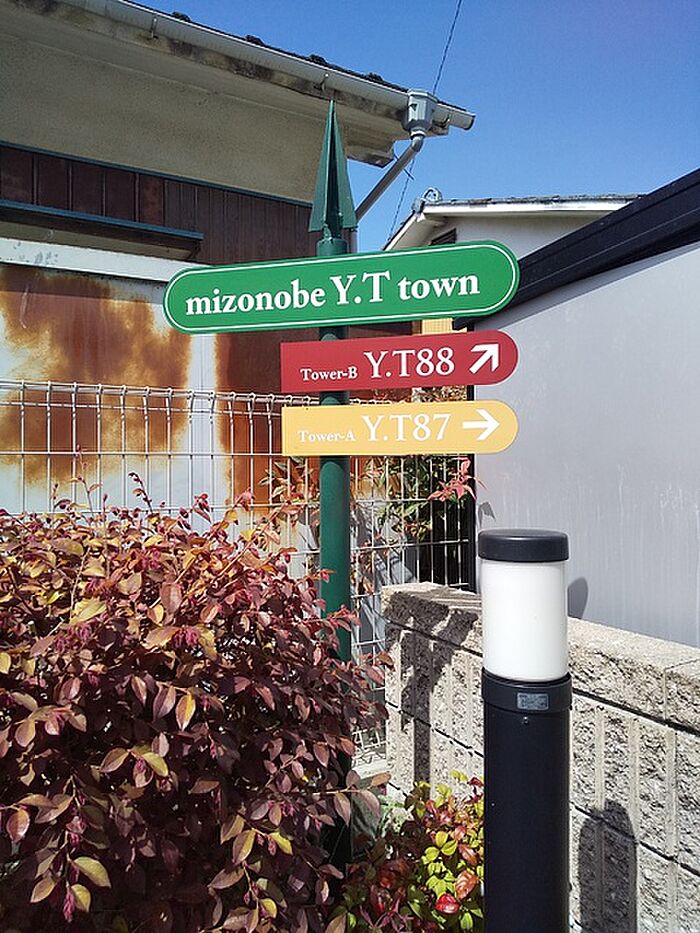 mizonobe Y.T town
Tower-B Y.T88
Tower-A Y.T87